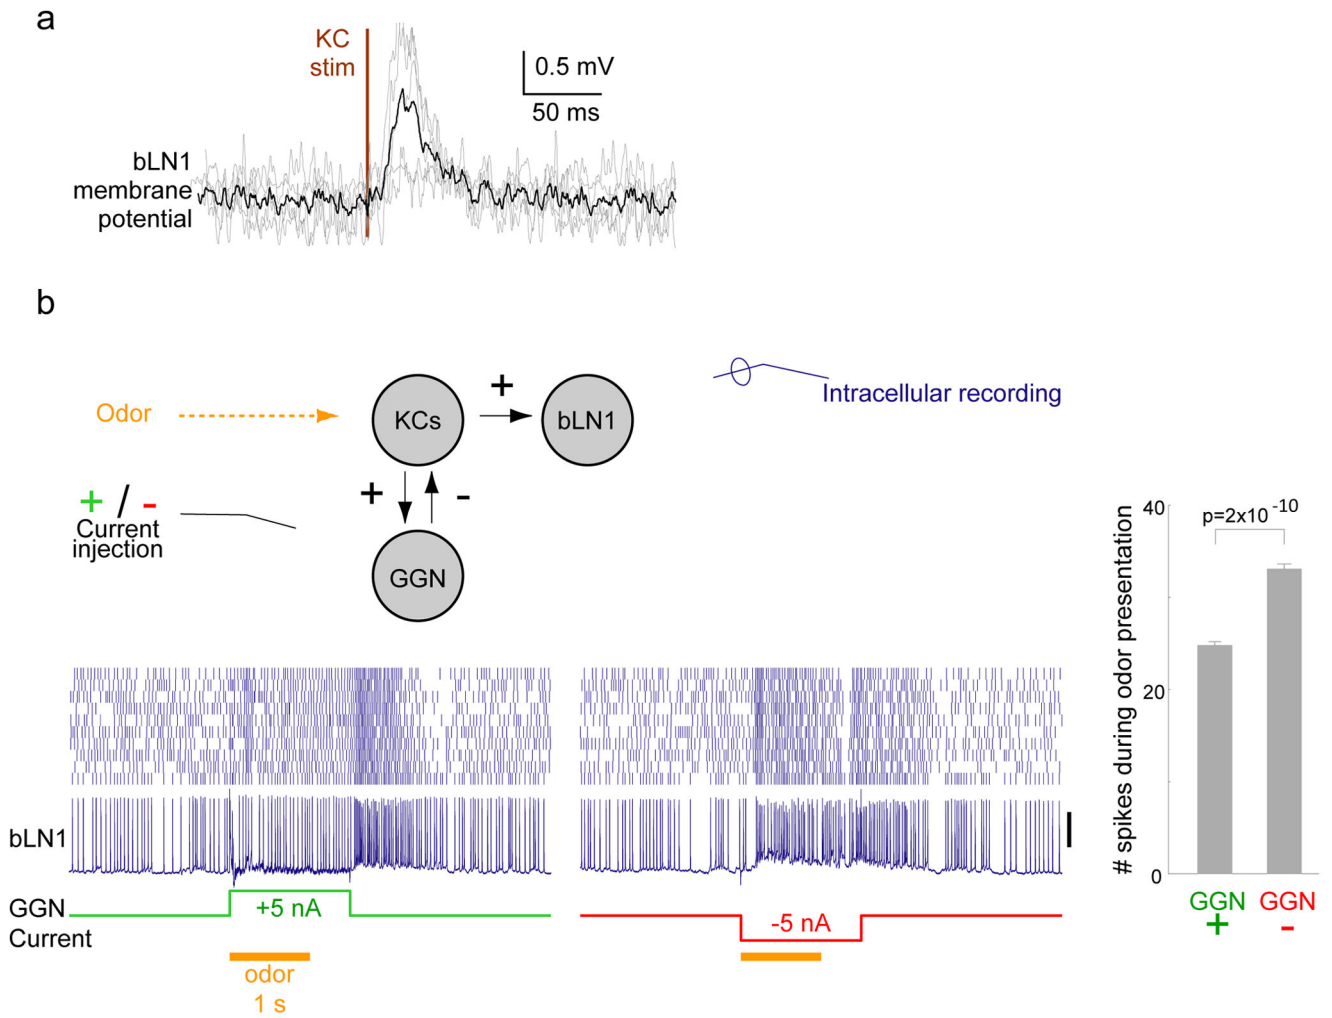 a
KC
stim
0.5 mV
50 ms
bLN1
membrane
potential
b
Odor
KCs
+
bLN1
Intracellular recording
+ / -
Current
injection
+
-
GGN
# spikes during odor presentation
40
20
0
p=2x10 -10
GGN
+
GGN
-
bLN1
GGN
Current
+5 nA
-5 nA
odor
1 s